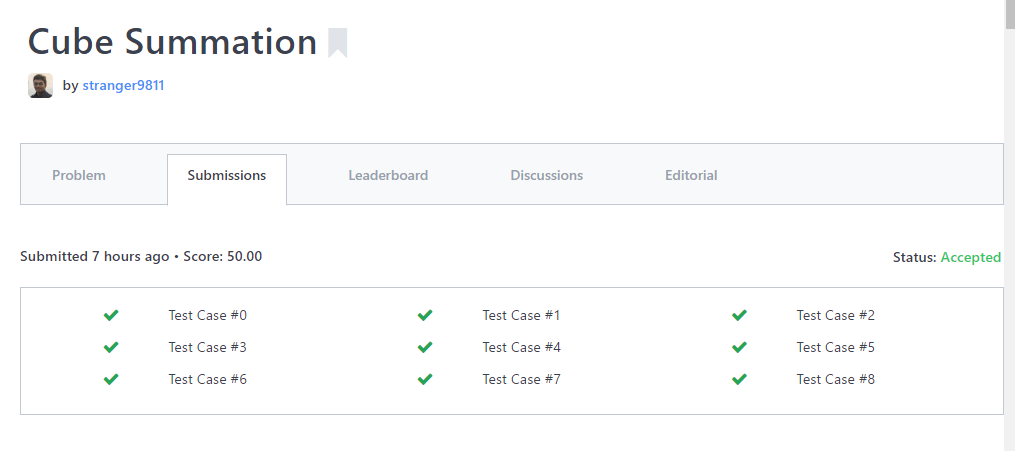 Cube Summation
by stranger9811
Problem Submissions Leaderboard Discussions Editorial
Submitted 7 hours ago • Score: 50.00 Status: Accepted
Test Case #0 Test Case #1 Test Case #2
Test Case #3 Test Case #4 Test Case #5
Test Case #6 Test Case #7 Test Case #8